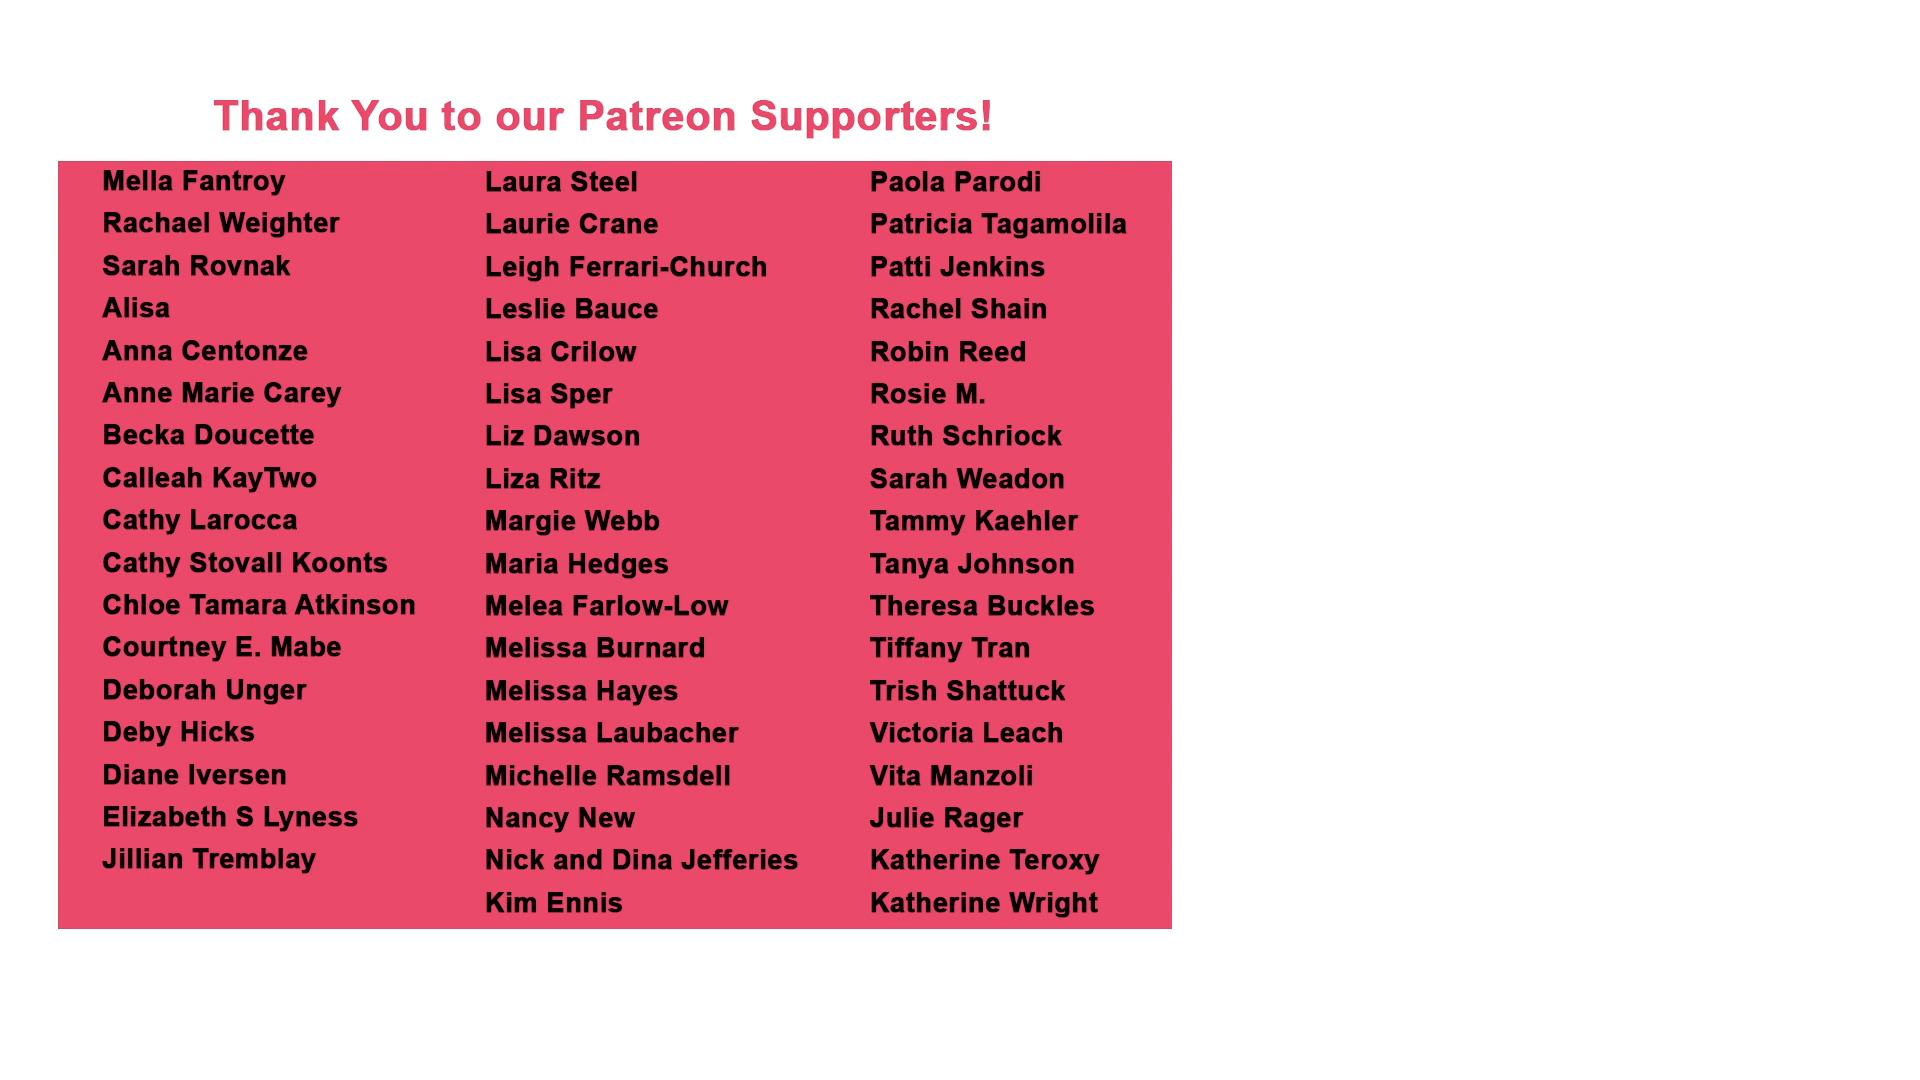 Thank You to our Patreon Supporters!
Mella Fantroy
Rachael Weighter
Sarah Rovnak
Alisa
Anna Centonze
Anne Marie Carey
Becka Doucette
Calleah KayTwo
Cathy Larocca
Cathy Stovall Koonts
Chloe Tamara Atkinson
Courtney E. Mabe
Deborah Unger
Deby Hicks
Diane Iversen
Elizabeth S Lyness
Jillian Tremblay
Laura Steel
Laurie Crane
Leigh Ferrari-Church
Leslie Bauce
Lisa Crilow
Lisa Sper
Liz Dawson
Liza Ritz
Margie Webb
Maria Hedges
Melea Farlow-Low
Melissa Burnard
Melissa Hayes
Melissa Laubacher
Michelle Ramsdell
Nancy New
Nick and Dina Jefferies
Kim Ennis
Paola Parodi
Patricia Tagamolila
Patti Jenkins
Rachel Shain
Robin Reed
Rosie M.
Ruth Schriock
Sarah Weadon
Tammy Kaehler
Tanya Johnson
Theresa Buckles
Tiffany Tran
Trish Shattuck
Victoria Leach
Vita Manzoli
Julie Rager
Katherine Teroxy
Katherine Wright